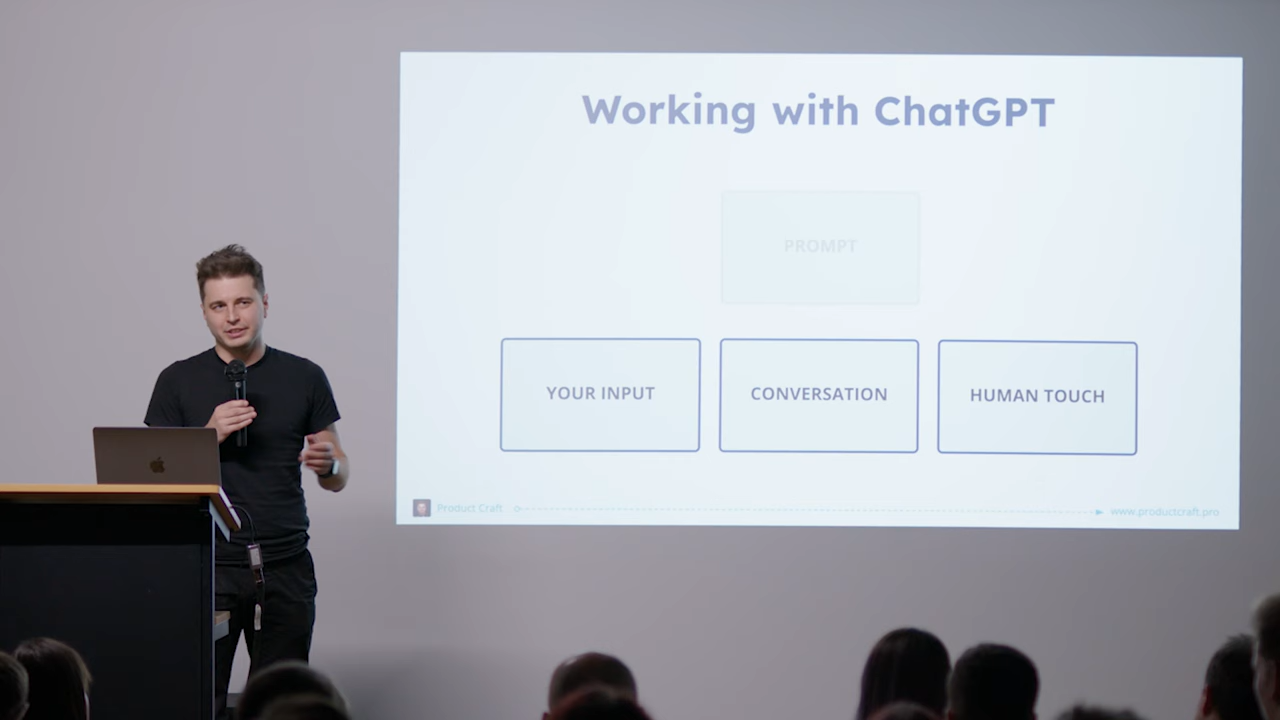 Working with ChatGPT
PROMPT
YOUR INPUT
CONVERSATION
HUMAN TOUCH
Product Craft
www.productcraft.pro